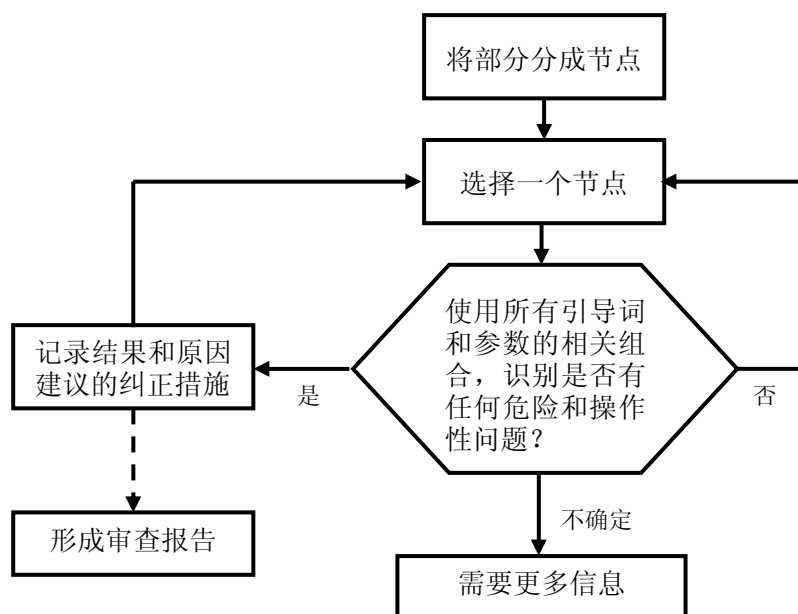 将部分分成节点
选择一个节点
使用所有引导词
和参数的相关组
合，识别是否有
任何危险和操作
性问题？
记录结果和原因
建议的纠正措施
是
否
不确定
形成审查报告
需要更多信息